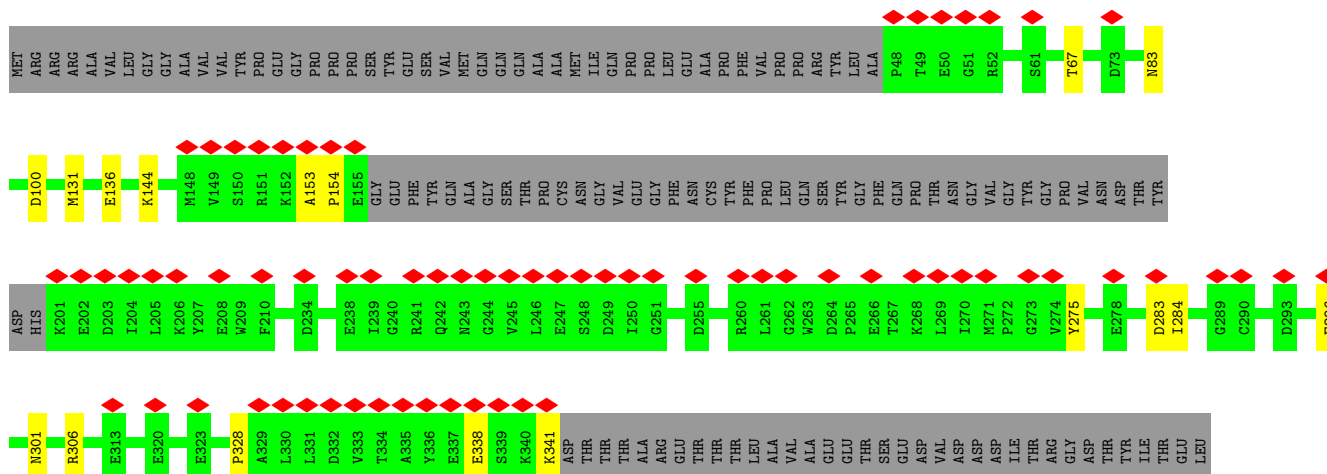 MET ARG ARG ARG ALA VAL LEU GLY GLY ALA VAL VAL TYR PRO GLU GLY PRO PRO PRO SER TYR GLU SER VAL MET GLN GLN GLN ALA ALA MET ILE GLN PRO PRO LEU GLU ALA PRO PHE VAL PRO PRO ARG TYR LEU ALA P48 T49 E50 G51 R52 S61 T67 D73 N83
D100 M131 E136 K144 M148 V149 S150 R151 K152 A153 P154 E155 GLY GLU PHE TYR GLN ALA GLY SER THR PRO CYS ASN GLY VAL GLU GLY PHE ASN CYS TYR PHE PRO LEU GLN SER TYR GLY PHE GLN PRO THR ASN GLY VAL GLY TYR GLY PRO VAL ASN ASP THR TYR
ASP HIS K201 E202 D203 I204 L205 K206 Y207 E208 W209 F210 D234 E238 I239 G240 R241 Q242 N243 G244 V245 L246 E247 S248 D249 I250 G251 D255 R260 L261 G262 W263 D264 P265 E266 T267 K268 L269 I270 M271 P272 G273 V274 Y275 E278 D283 I284 G289 C290 D293
N301 R306 E313 E320 E323 P328 A329 L330 L331 D332 V333 T334 A335 Y336 E337 E338 S339 K340 K341 ASP THR THR THR ALA ARG GLU THR THR THR LEU ALA VAL ALA GLU GLU THR SER GLU ASP VAL ASP ASP ASP ILE THR ARG GLY ASP THR TYR ILE THR GLU LEU